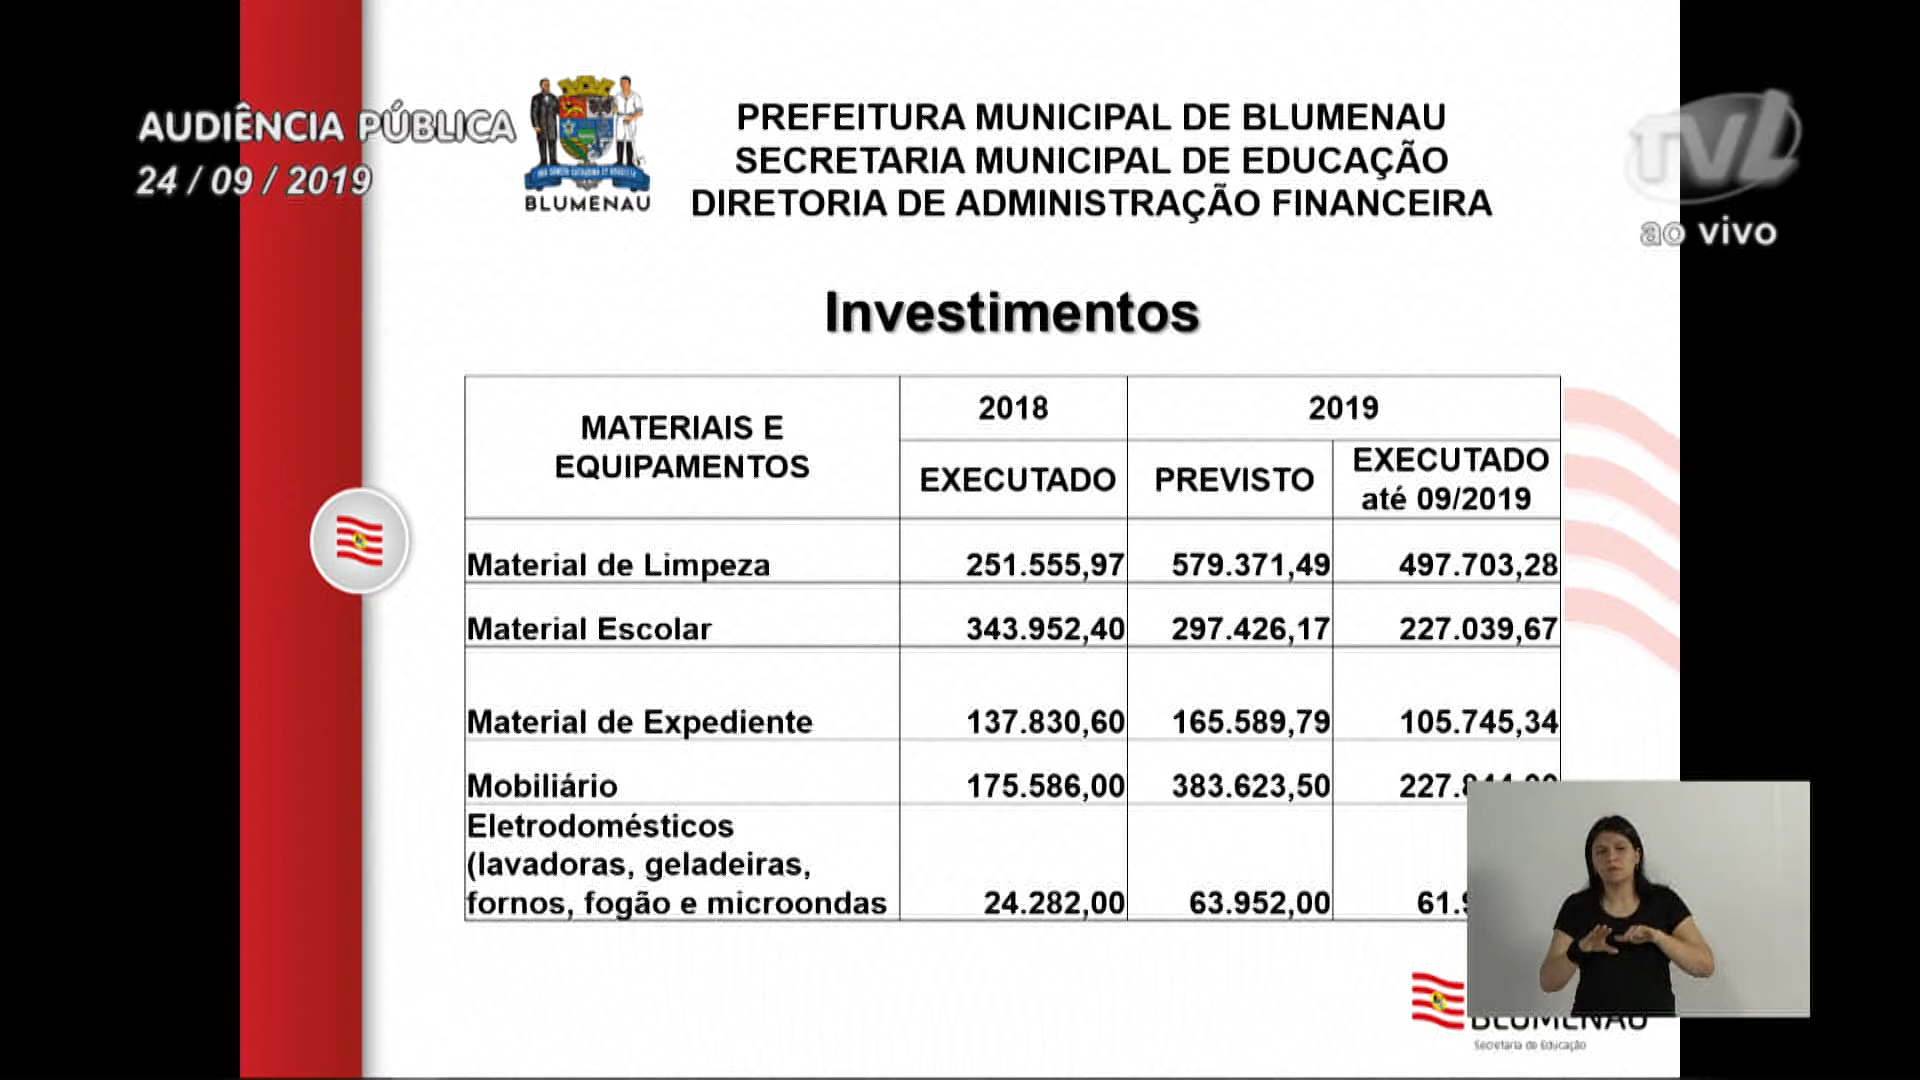 AUDIÊNCIA PÚBLICA
24 / 09 / 2019
BLUMENAU
PREFEITURA MUNICIPAL DE BLUMENAU
SECRETARIA MUNICIPAL DE EDUCAÇÃO
DIRETORIA DE ADMINISTRAÇÃO FINANCEIRA
TVL
ao vivo
Investimentos
MATERIAIS E
EQUIPAMENTOS
2018
2019
EXECUTADO
PREVISTO
EXECUTADO
até 09/2019
Material de Limpeza 251.555,97 579.371,49 497.703,28
Material Escolar 343.952,40 297.426,17 227.039,67
Material de Expediente 137.830,60 165.589,79 105.745,34
Mobiliário 175.586,00 383.623,50
Eletrodomésticos
(lavadoras, geladeiras,
fornos, fogão e microondas 24.282,00 63.952,00
BLUMENAU
Secretaria de Educação